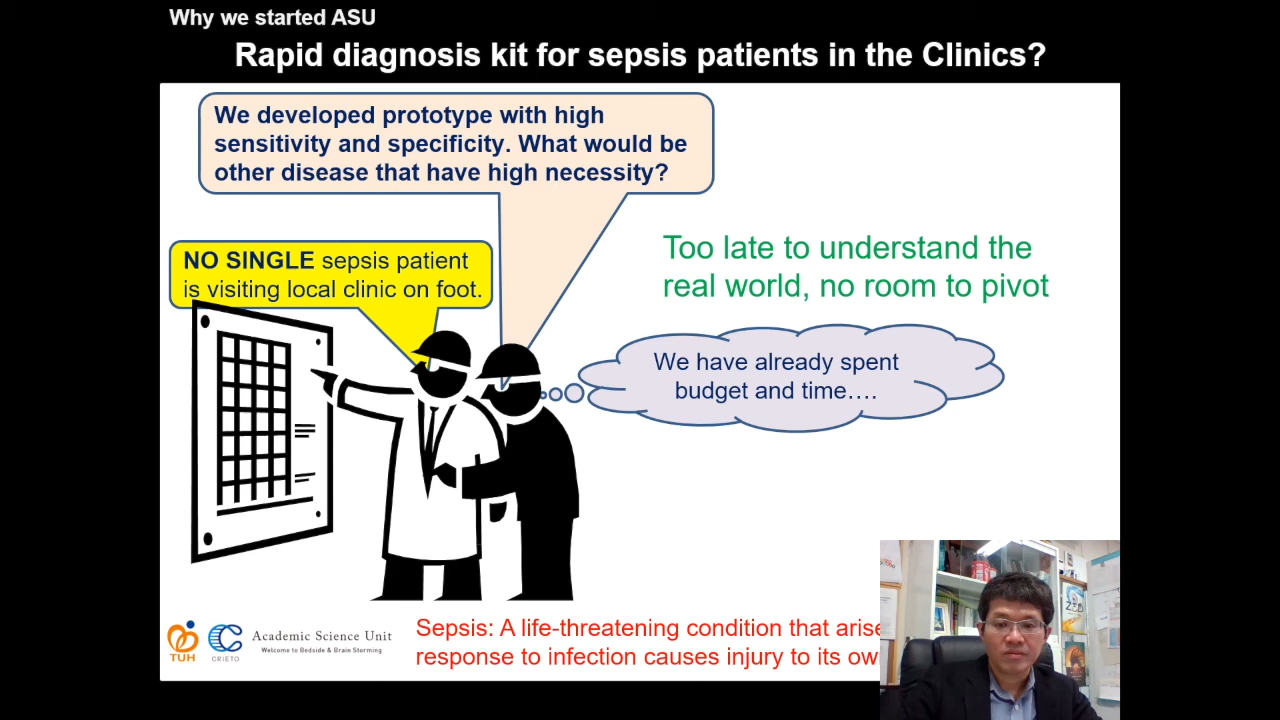 Why we started ASU
Rapid diagnosis kit for sepsis patients in the Clinics?
We developed prototype with high
sensitivity and specificity. What would be
other disease that have high necessity?
NO SINGLE sepsis patient
is visiting local clinic on foot.
Too late to understand the
real world, no room to pivot
We have already spent
budget and time….
TUH
CRIETO
Academic Science Unit
Welcome to Bedside & Brain Storming
Sepsis: A life-threatening condition that arise
response to infection causes injury to its ow